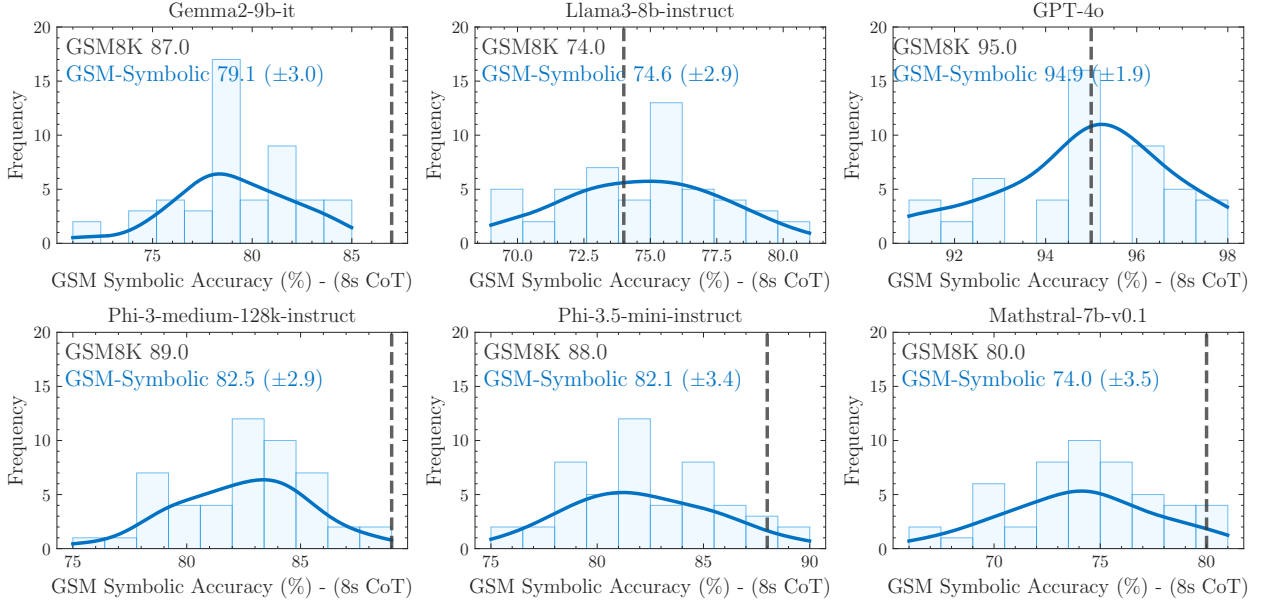 Gemma2-9b-it
20
15
10
5
0
Frequency
GSM8K 87.0
GSM-Symbolic 79.1 (±3.0)
75
80
85
GSM Symbolic Accuracy (%) - (8s CoT)
Llama3-8b-instruct
20
15
10
5
0
Frequency
GSM8K 74.0
GSM-Symbolic 74.6 (±2.9)
70.0
72.5
75.0
77.5
80.0
GSM Symbolic Accuracy (%) - (8s CoT)
GPT-4o
20
15
10
5
0
Frequency
GSM8K 95.0
GSM-Symbolic 94.9 (±1.9)
92
94
96
98
GSM Symbolic Accuracy (%) - (8s CoT)
Phi-3-medium-128k-instruct
20
15
10
5
0
Frequency
GSM8K 89.0
GSM-Symbolic 82.5 (±2.9)
75
80
85
GSM Symbolic Accuracy (%) - (8s CoT)
Phi-3.5-mini-instruct
20
15
10
5
0
Frequency
GSM8K 88.0
GSM-Symbolic 82.1 (±3.4)
75
80
85
90
GSM Symbolic Accuracy (%) - (8s CoT)
Mathstral-7b-v0.1
20
15
10
5
0
Frequency
GSM8K 80.0
GSM-Symbolic 74.0 (±3.5)
70
75
80
GSM Symbolic Accuracy (%) - (8s CoT)